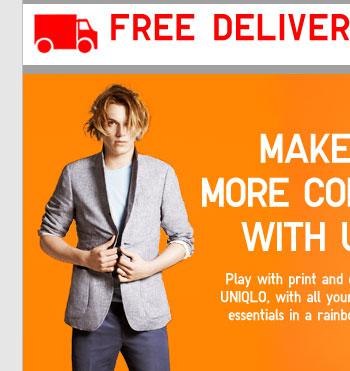 FREE DELIVER
MAKE
MORE CO
WITH
Play with print and
UNIQLO, with all your
essentials in a rainbo